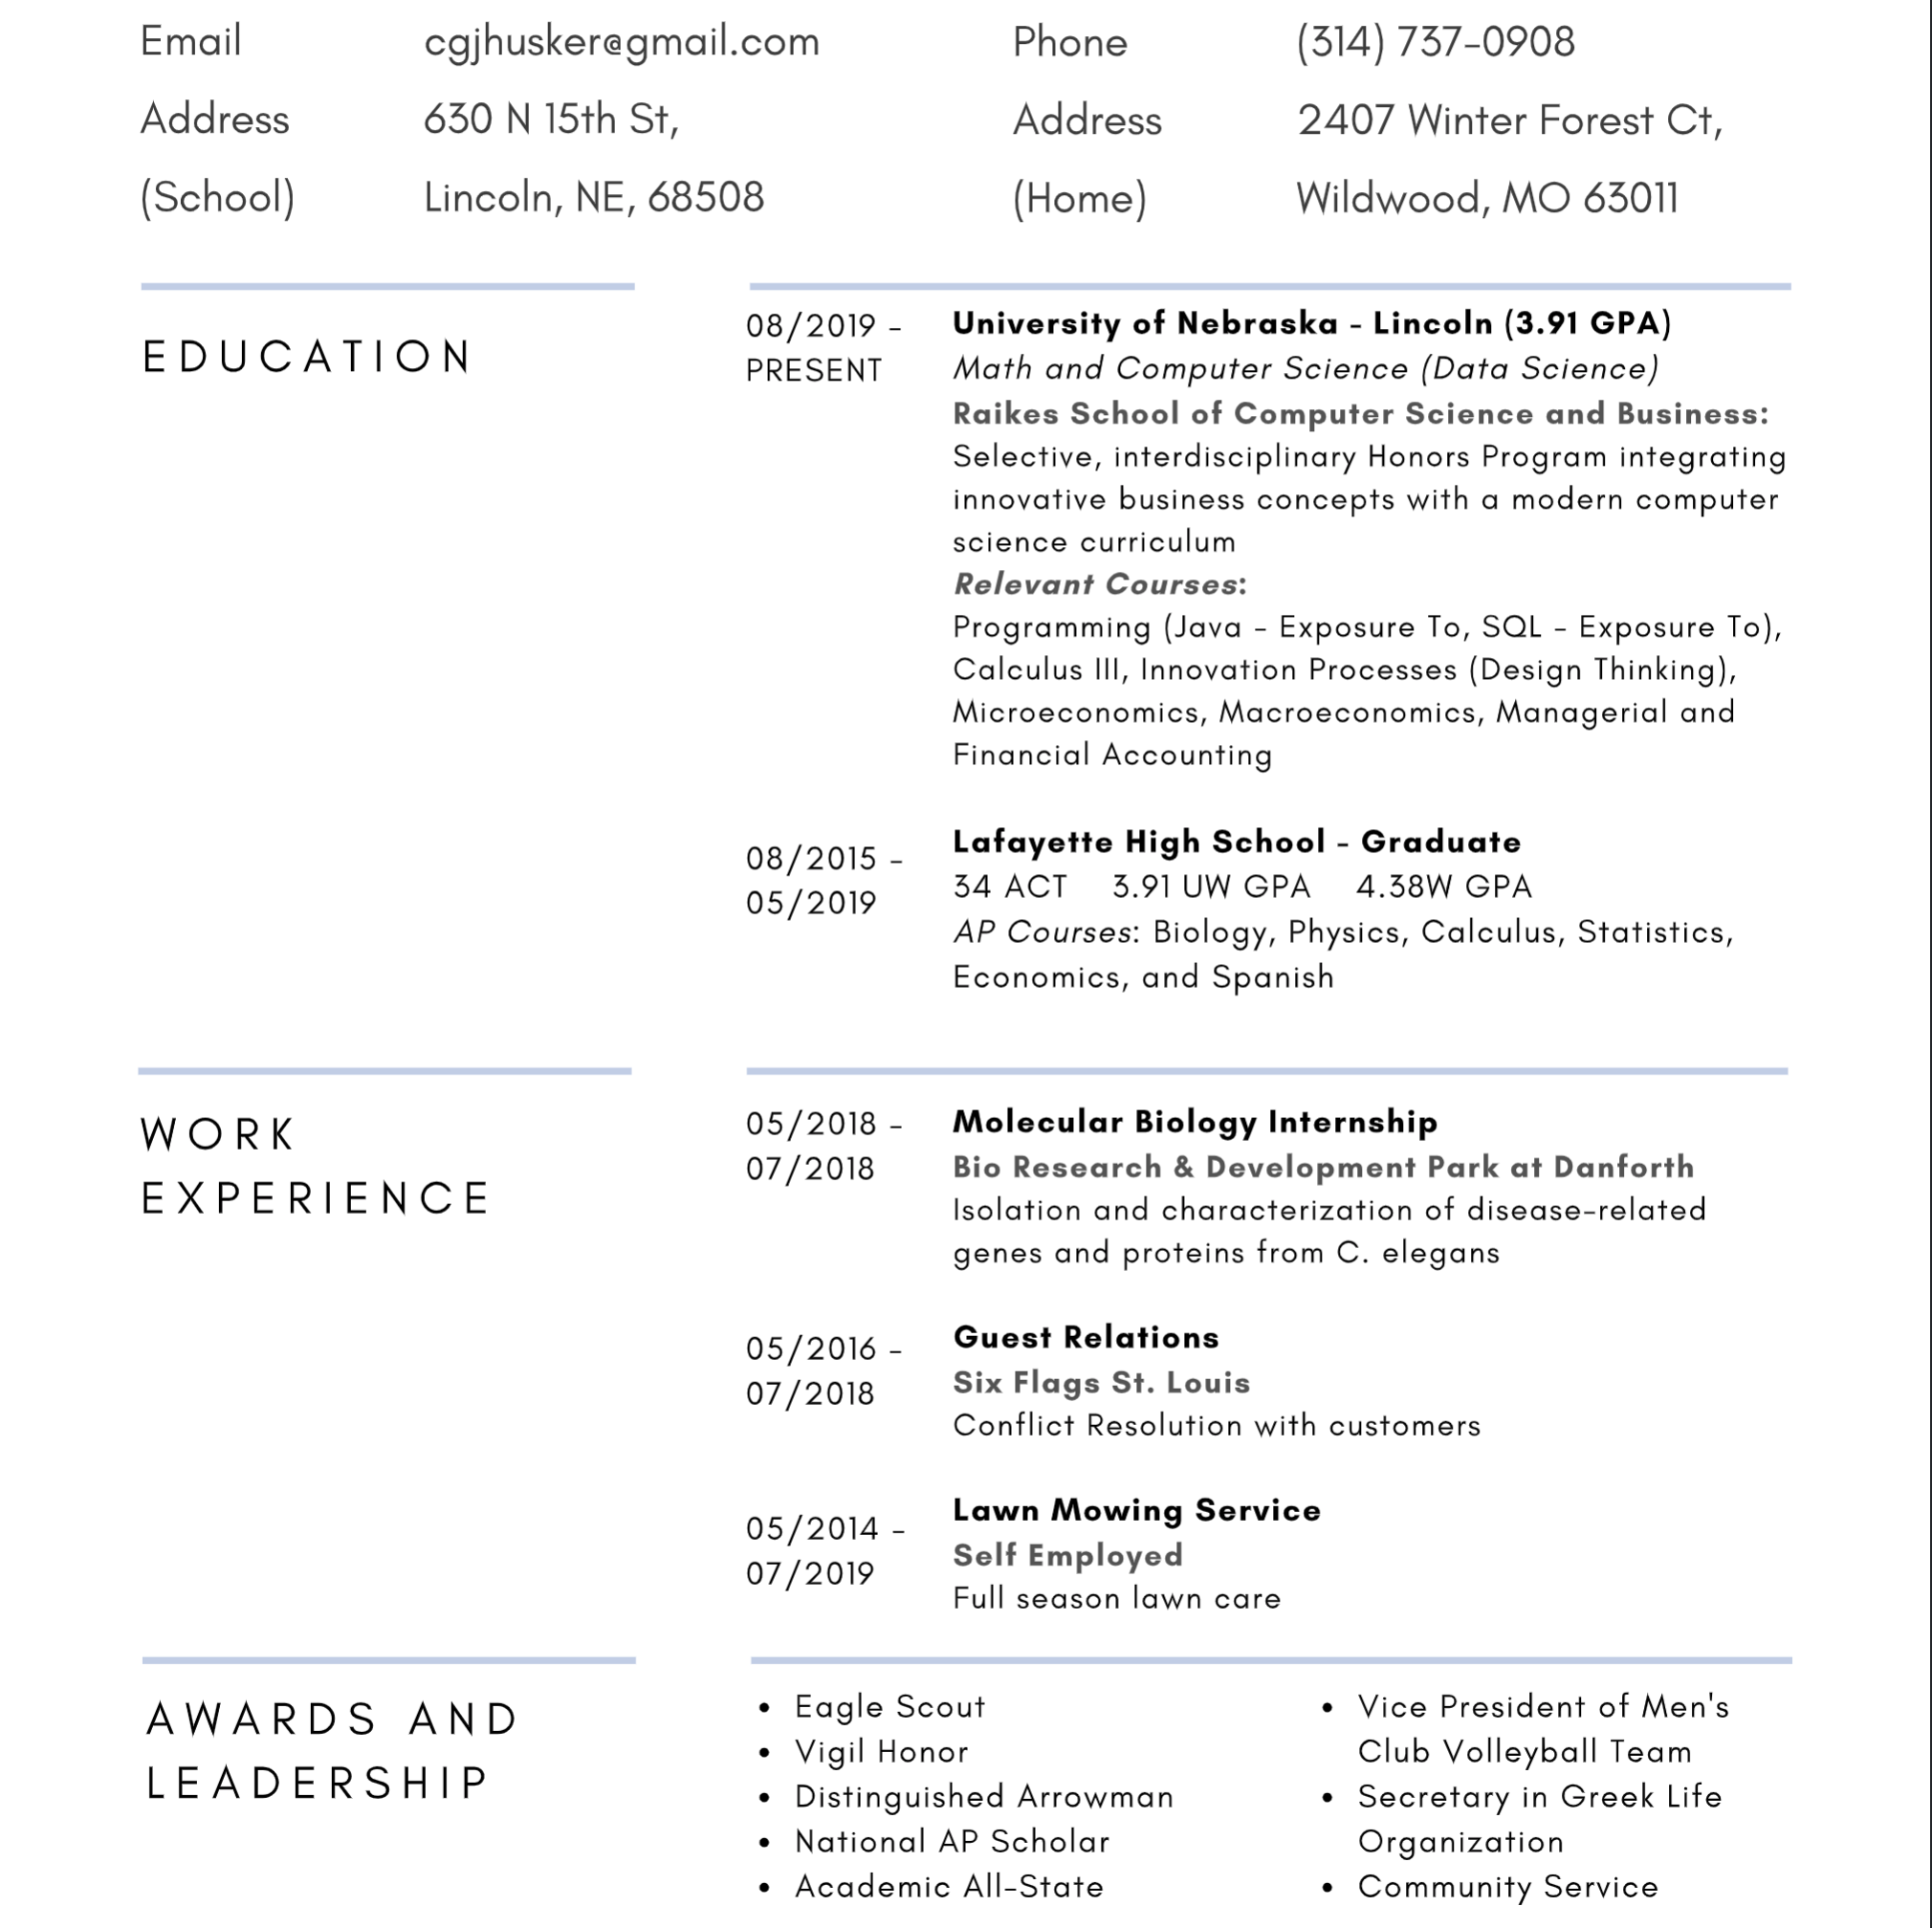 Email cgjhusker@gmail.com Phone (314) 737-0908
Address 630 N 15th St, Address 2407 Winter Forest Ct,
(School) Lincoln, NE, 68508 (Home) Wildwood, MO 63011
EDUCATION
08/2019 -
PRESENT
University of Nebraska - Lincoln (3.91 GPA)
Math and Computer Science (Data Science)
Raikes School of Computer Science and Business:
Selective, interdisciplinary Honors Program integrating
innovative business concepts with a modern computer
science curriculum
Relevant Courses:
Programming (Java - Exposure To, SQL - Exposure To),
Calculus III, Innovation Processes (Design Thinking),
Microeconomics, Macroeconomics, Managerial and
Financial Accounting
08/2015 -
05/2019
Lafayette High School - Graduate
34 ACT 3.91 UW GPA 4.38W GPA
AP Courses: Biology, Physics, Calculus, Statistics,
Economics, and Spanish
WORK
EXPERIENCE
05/2018 -
07/2018
Molecular Biology Internship
Bio Research & Development Park at Danforth
Isolation and characterization of disease-related
genes and proteins from C. elegans
05/2016 -
07/2018
Guest Relations
Six Flags St. Louis
Conflict Resolution with customers
05/2014 -
07/2019
Lawn Mowing Service
Self Employed
Full season lawn care
AWARDS AND
LEADERSHIP
• Eagle Scout
• Vigil Honor
• Distinguished Arrowman
• National AP Scholar
• Academic All-State
• Vice President of Men's
Club Volleyball Team
• Secretary in Greek Life
Organization
• Community Service